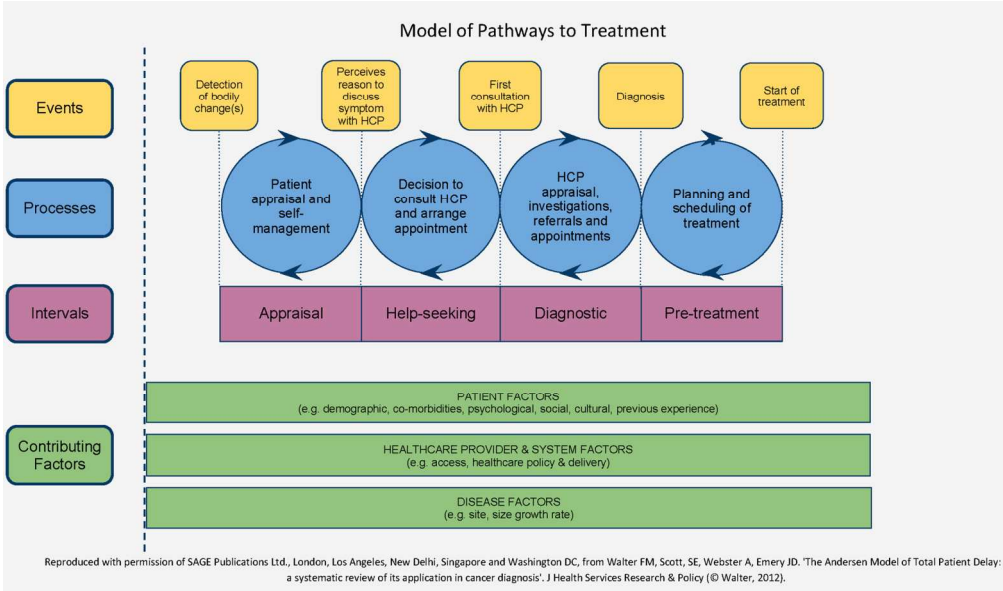 Model of Pathways to Treatment
Events
Detection
of bodily
change(s)
Perceives
reason to
discuss
symptom
with HCP
First
consultation
with HCP
Diagnosis
Start of
treatment
Processes
Patient
appraisal and
self-
management
Decision to
consult HCP
and arrange
appointment
HCP
appraisal,
investigations,
referrals and
appointments
Planning and
scheduling of
treatment
Intervals
Appraisal
Help-seeking
Diagnostic
Pre-treatment
Contributing
Factors
PATIENT FACTORS
(e.g. demographic, co-morbidities, psychological, social, cultural, previous experience)
HEALTHCARE PROVIDER & SYSTEM FACTORS
(e.g. access, healthcare policy & delivery)
DISEASE FACTORS
(e.g. site, size growth rate)
Reproduced with permission of SAGE Publications Ltd., London, Los Angeles, New Delhi, Singapore and Washington DC, from Walter FM, Scott, SE, Webster A, Emery JD. 'The Andersen Model of Total Patient Delay:
a systematic review of its application in cancer diagnosis'. J Health Services Research & Policy (© Walter, 2012).